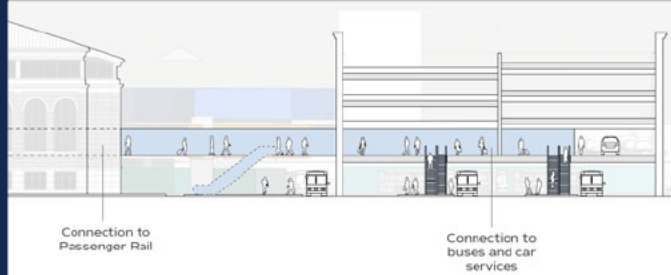 Connection to
Passenger Rail
Connection to
buses and car
services